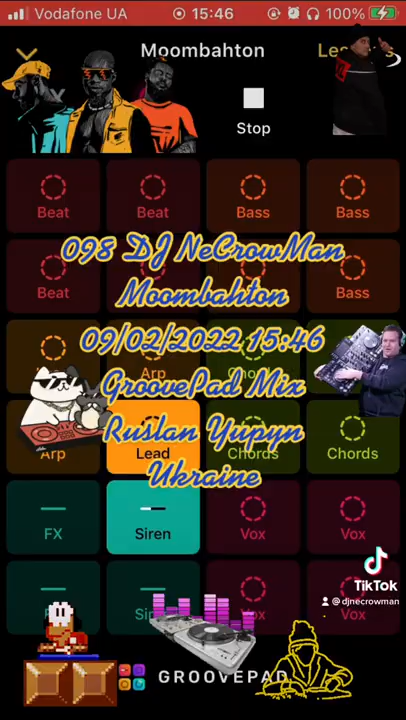 Vodafone UA 15:46 100%
Moombahton
Stop
Beat Beat Bass Bass
098 DJ NeCrowMan
Beat Bass
Moombahton
09/02/2022 15:46
Arp
GroovePad Mix
Ruslan Yupyn
Arp Lead Chords Chords
Ukraine
FX Siren Vox Vox
TikTok
@djnecrowman
Vox
GROOVEPAD